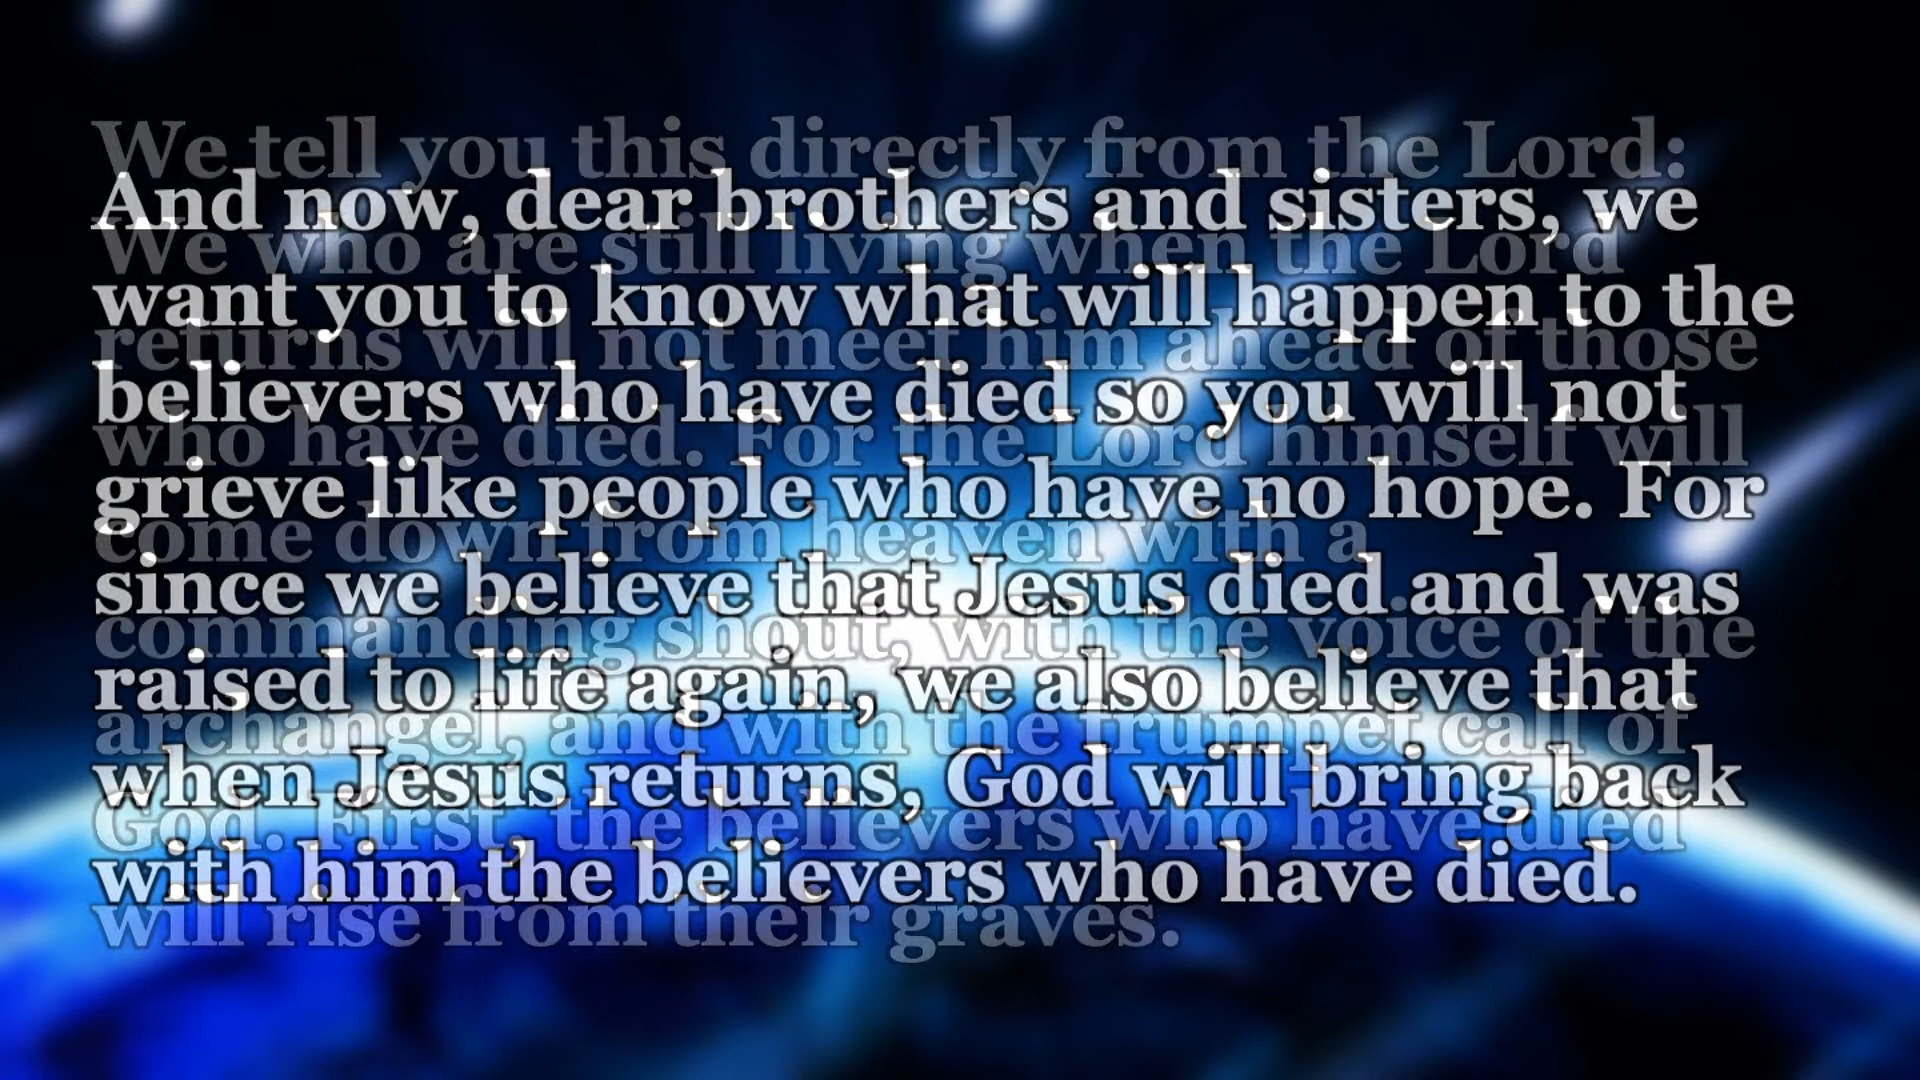 And now, dear brothers and sisters, we
want you to know what will happen to the
believers who have died so you will not
grieve like people who have no hope. For
since we believe that Jesus died and was
raised to life again, we also believe that
when Jesus returns, God will bring back
with him the believers who have died.
We tell you this directly from the Lord:
We who are still living when the Lord
returns will not meet him ahead of those
who have died. For the Lord himself will
come down from heaven with a
commanding shout, with the voice of the
archangel, and with the trumpet call of
God. First, the believers who have died
will rise from their graves.